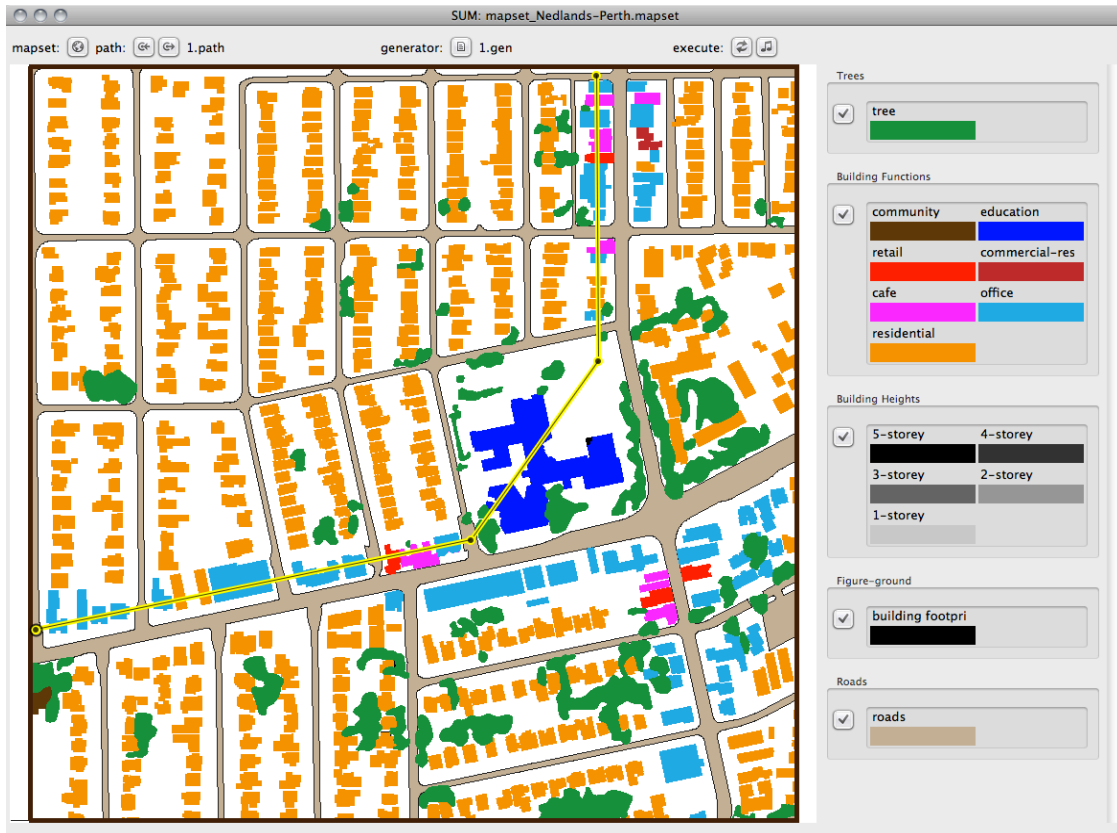 SUM: mapset_Nedlands-Perth.mapset
mapset: path: 1.path generator: 1.gen execute:
Trees
tree
Building Functions
community education
retail commercial-res
cafe office
residential
Building Heights
5-storey 4-storey
3-storey 2-storey
1-storey
Figure-ground
building footpri
Roads
roads